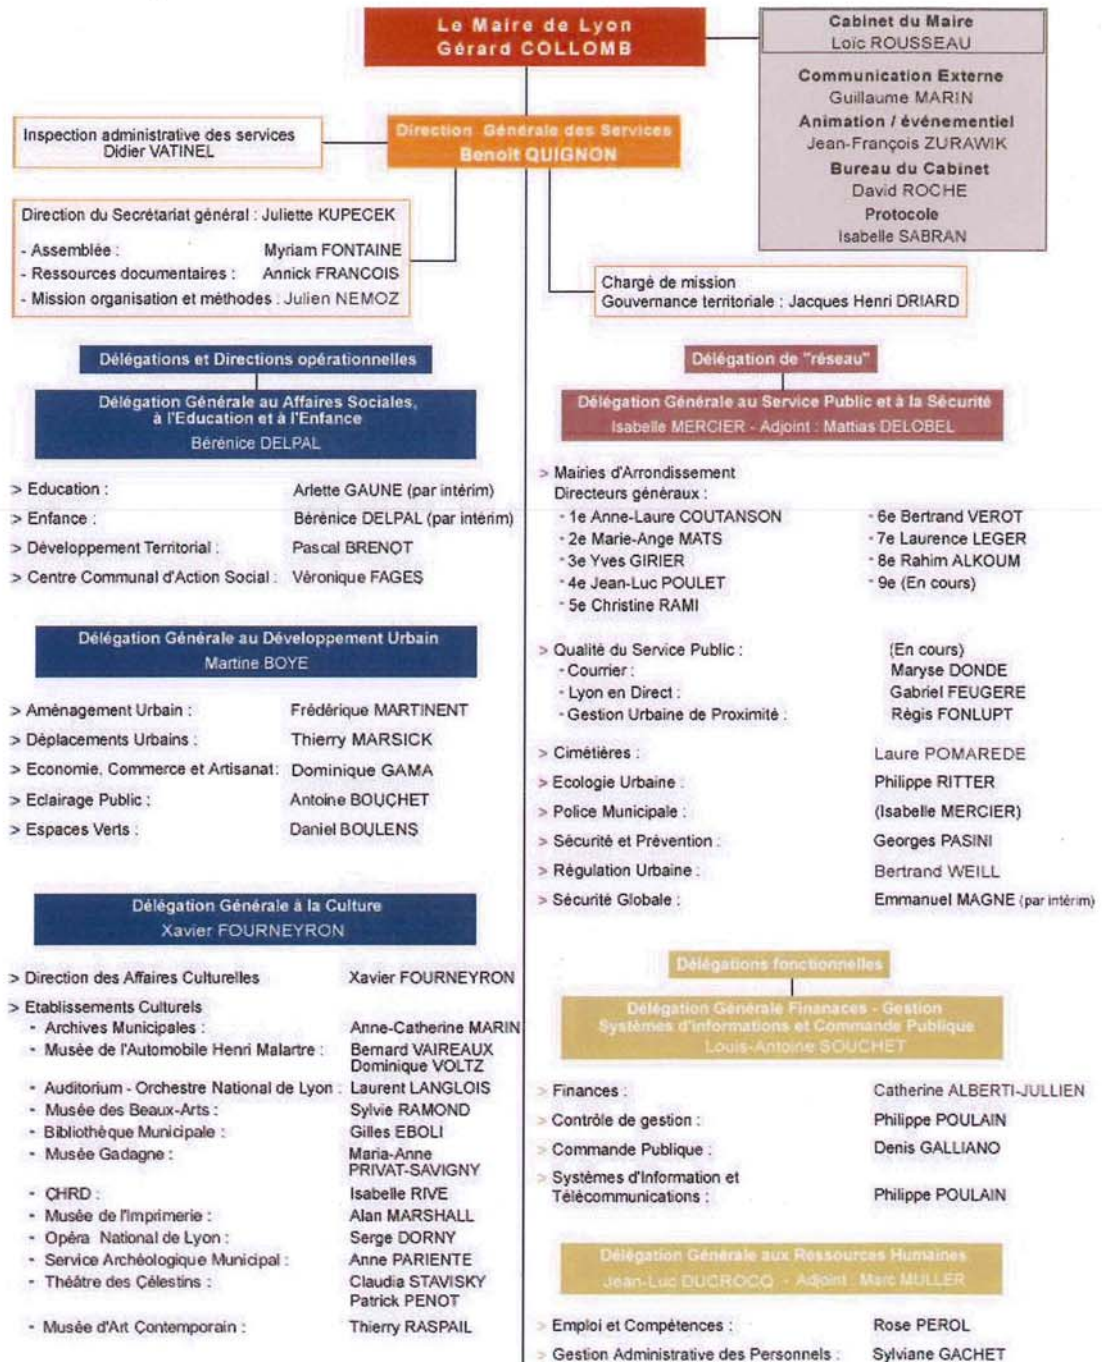 Le Maire de Lyon
Gérard COLLOMB
Cabinet du Maire
Loïc ROUSSEAU
Communication Externe
Guillaume MARIN
Animation / événementiel
Jean-François ZURAWIK
Bureau du Cabinet
David ROCHE
Protocole
Isabelle SABRAN
Inspection administrative des services
Didier VATINEL
Direction Générale des Services
Benoît QUIGNON
Direction du Secrétariat général : Juliette KUPECEK
- Assemblée : Myriam FONTAINE
- Ressources documentaires : Annick FRANCOIS
- Mission organisation et méthodes : Julien NEMOZ
Chargé de mission
Gouvernance territoriale : Jacques Henri DRIARD
Délégations et Directions opérationnelles
Délégation Générale au Affaires Sociales,
à l'Education et à l'Enfance
Bérénice DELPAL
> Education : Arlette GAUNE (par intérim)
> Enfance : Bérénice DELPAL (par intérim)
> Développement Territorial : Pascal BRENOT
> Centre Communal d'Action Social : Véronique FAGES
Délégation Générale au Développement Urbain
Martine BOYE
> Aménagement Urbain : Frédérique MARTINENT
> Déplacements Urbains : Thierry MARSICK
> Economie, Commerce et Artisanat: Dominique GAMA
> Eclairage Public : Antoine BOUCHET
> Espaces Verts : Daniel BOULENS
Délégation Générale à la Culture
Xavier FOURNEYRON
> Direction des Affaires Culturelles Xavier FOURNEYRON
> Etablissements Culturels
- Archives Municipales : Anne-Catherine MARIN
- Musée de l'Automobile Henri Malartre : Bernard VAIREAUX
Dominique VOLTZ
- Auditorium - Orchestre National de Lyon : Laurent LANGLOIS
- Musée des Beaux-Arts : Sylvie RAMOND
- Bibliothèque Municipale : Gilles EBOLI
- Musée Gadagne : Maria-Anne
PRIVAT-SAVIGNY
- CHRD : Isabelle RIVE
- Musée de l'Imprimerie : Alan MARSHALL
- Opéra National de Lyon : Serge DORNY
- Service Archéologique Municipal : Anne PARIENTE
- Théâtre des Célestins : Claudia STAVISKY
Patrick PENOT
- Musée d'Art Contemporain : Thierry RASPAIL
Délégation de "réseau"
Délégation Générale au Service Public et à la Sécurité
Isabelle MERCIER - Adjoint : Mattias DELOBEL
> Mairies d'Arrondissement
Directeurs généraux :
- 1e Anne-Laure COUTANSON
- 2e Marie-Ange MATS
- 3e Yves GIRIER
- 4e Jean-Luc POULET
- 5e Christine RAMI
- 6e Bertrand VEROT
- 7e Laurence LEGER
- 8e Rahim ALKOUM
- 9e (En cours)
> Qualité du Service Public : (En cours)
- Courrier : Maryse DONDE
- Lyon en Direct : Gabriel FEUGERE
- Gestion Urbaine de Proximité : Régis FONLUPT
> Cimétières : Laure POMAREDE
> Ecologie Urbaine : Philippe RITTER
> Police Municipale : (Isabelle MERCIER)
> Sécurité et Prévention : Georges PASINI
> Régulation Urbaine : Bertrand WEILL
> Sécurité Globale : Emmanuel MAGNE (par intérim)
Délégations fonctionnelles
Délégation Générale Finanaces - Gestion
Systèmes d'informations et Commande Publique
Louis-Antoine SOUCHET
> Finances : Catherine ALBERTI-JULLIEN
> Contrôle de gestion : Philippe POULAIN
> Commande Publique : Denis GALLIANO
> Systèmes d'Information et
Télécommunications : Philippe POULAIN
Délégation Générale aux Ressources Humaines
Jean-Luc DUCROCQ - Adjoint : Marc MULLER
> Emploi et Compétences : Rose PEROL
> Gestion Administrative des Personnels : Sylviane GACHET